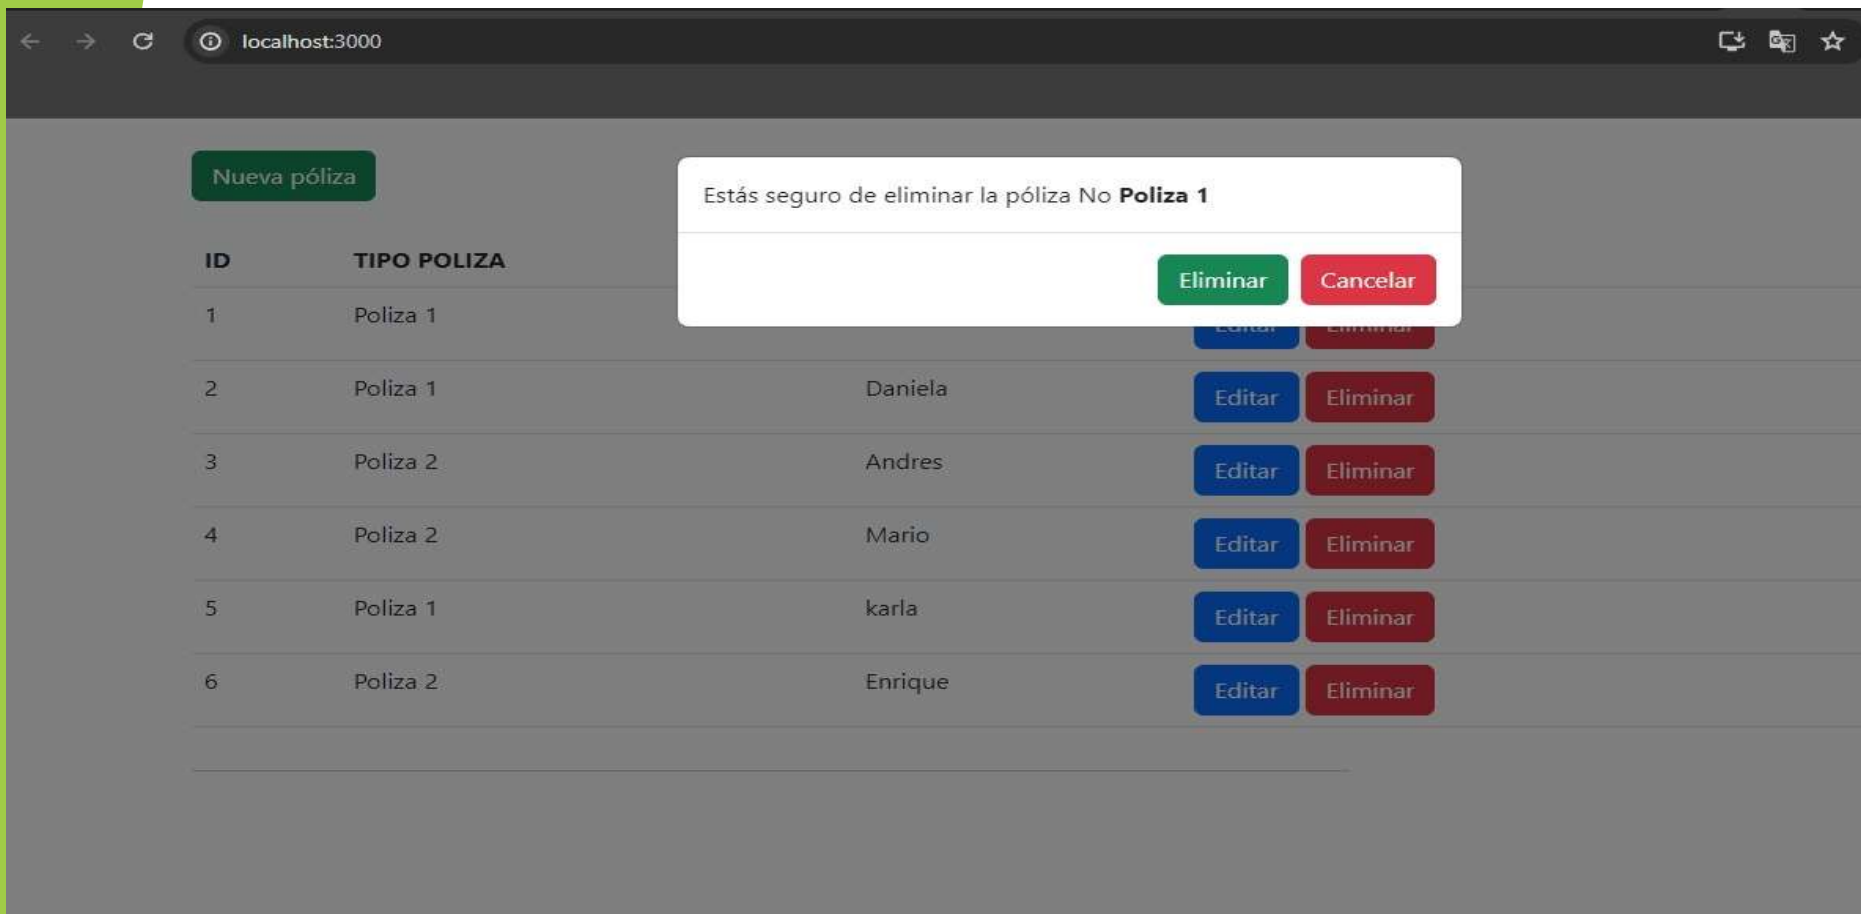 localhost:3000
Nueva póliza
Estás seguro de eliminar la póliza No Poliza 1
Eliminar Cancelar
ID TIPO POLIZA
1 Poliza 1 Editar Eliminar
2 Poliza 1 Daniela Editar Eliminar
3 Poliza 2 Andres Editar Eliminar
4 Poliza 2 Mario Editar Eliminar
5 Poliza 1 karla Editar Eliminar
6 Poliza 2 Enrique Editar Eliminar